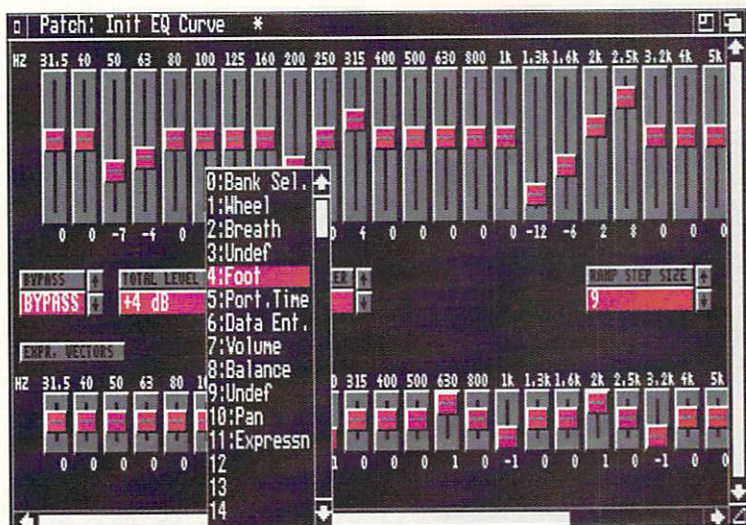 Patch: Init EQ Curve *
HZ 31.5 40 50 63 80 100 125 160 200 250 315 400 500 630 800 1k 1.3k 1.6k 2k 2.5k 3.2k 4k 5k
0 0 -7 -4 0 0 4 0 0 0 0 0 -12 -6 2 8 0 0 0
0:Bank Sel.
1:Wheel
2:Breath
3:Undef
4:Foot
5:Port.Time
6:Data Ent.
7:Volume
8:Balance
9:Undef
10:Pan
11:Expressn
12
13
14
BYPASS TOTAL LEVEL RAMP STEP SIZE
BYPASS +4 dB 9
EXPR. VECTORS
HZ 31.5 40 50 63 80 315 400 500 630 800 1k 1.3k 1.6k 2k 2.5k 3.2k 4k 5k
0 0 0 0 0 0 0 1 0 -1 0 0 1 0 -1 0 0